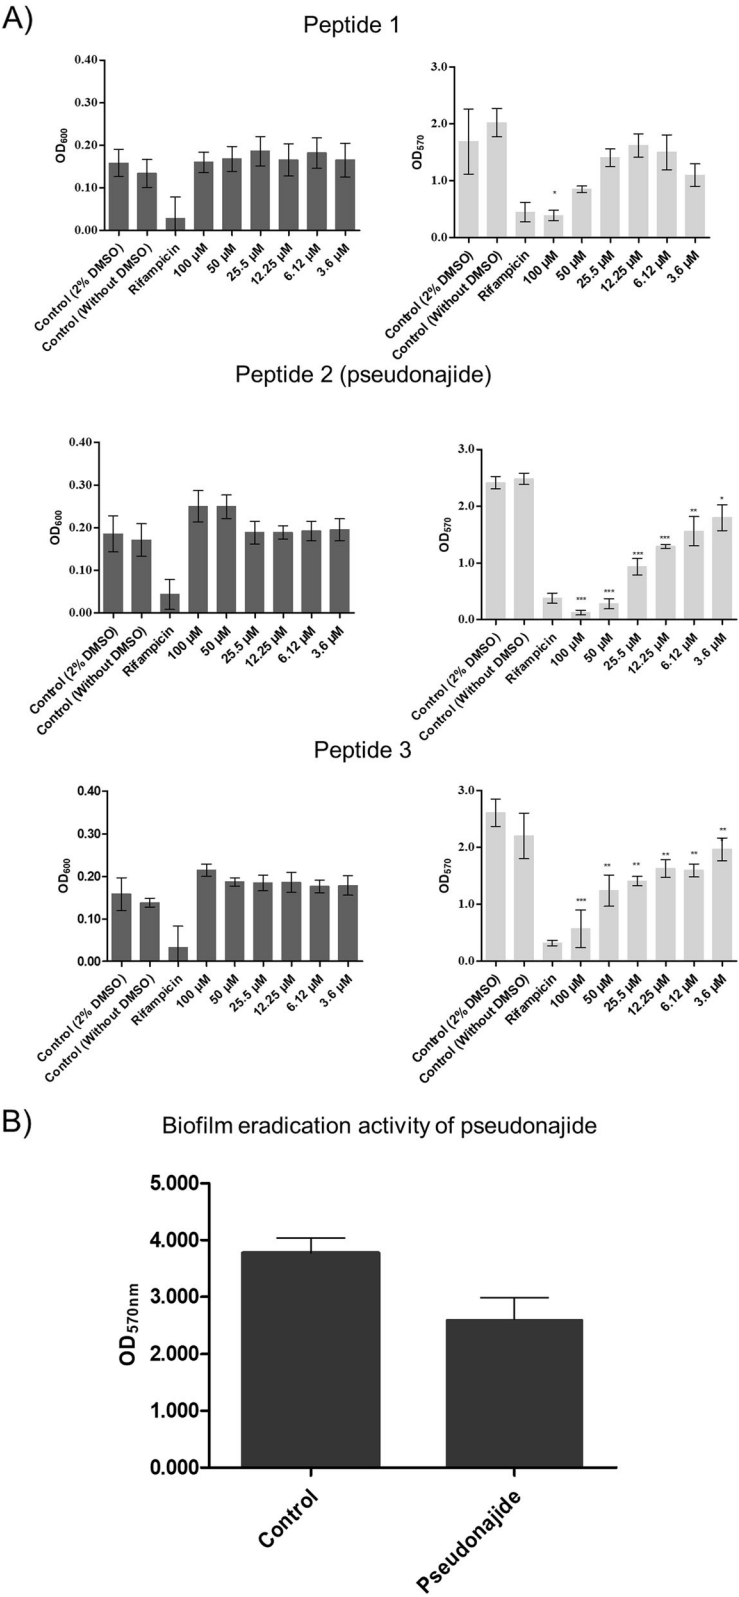 A)
Peptide 1
0.40
0.30
0.20
0.10
0.00
OD600
Control (2% DMSO)
Control (Without DMSO)
Rifampicin
100 µM
50 µM
25.5 µM
12.25 µM
6.12 µM
3.6 µM
3.0
2.0
1.0
0.0
OD570
*
Control (2% DMSO)
Control (Without DMSO)
Rifampicin
100 µM
50 µM
25.5 µM
12.25 µM
6.12 µM
3.6 µM
Peptide 2 (pseudonajide)
0.40
0.30
0.20
0.10
0.00
OD600
Control (2% DMSO)
Control (Without DMSO)
Rifampicin
100 µM
50 µM
25.5 µM
12.25 µM
6.12 µM
3.6 µM
3.0
2.0
1.0
0.0
OD570
*** *** *** *** ** *
Control (2% DMSO)
Control (Without DMSO)
Rifampicin
100 µM
50 µM
25.5 µM
12.25 µM
6.12 µM
3.6 µM
Peptide 3
0.40
0.30
0.20
0.10
0.00
OD600
Control (2% DMSO)
Control (Without DMSO)
Rifampicin
100 µM
50 µM
25.5 µM
12.25 µM
6.12 µM
3.6 µM
3.0
2.0
1.0
0.0
OD570
*** ** ** ** ** **
Control (2% DMSO)
Control (Without DMSO)
Rifampicin
100 µM
50 µM
25.5 µM
12.25 µM
6.12 µM
3.6 µM
B)
Biofilm eradication activity of pseudonajide
5.000
4.000
3.000
2.000
1.000
0.000
OD570nm
Control
Pseudonajide